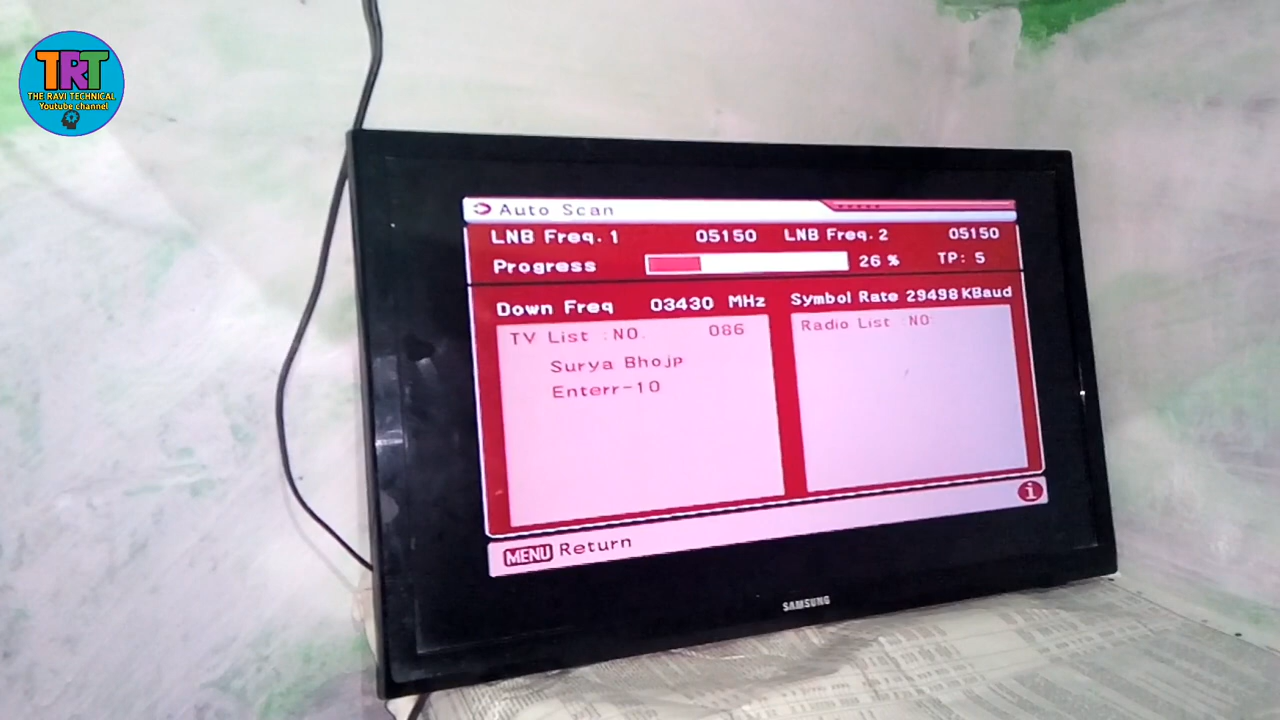 TRT
THE RAVI TECHNICAL
Youtube channel
Auto Scan
LNB Freq. 1 05150 LNB Freq. 2 05150
Progress 26 % TP: 5
Down Freq 03430 MHz Symbol Rate 29498 KBaud
TV List :NO. 086 Radio List :NO
Surya Bhojp
Enterr-10
MENU Return
i
SAMSUNG